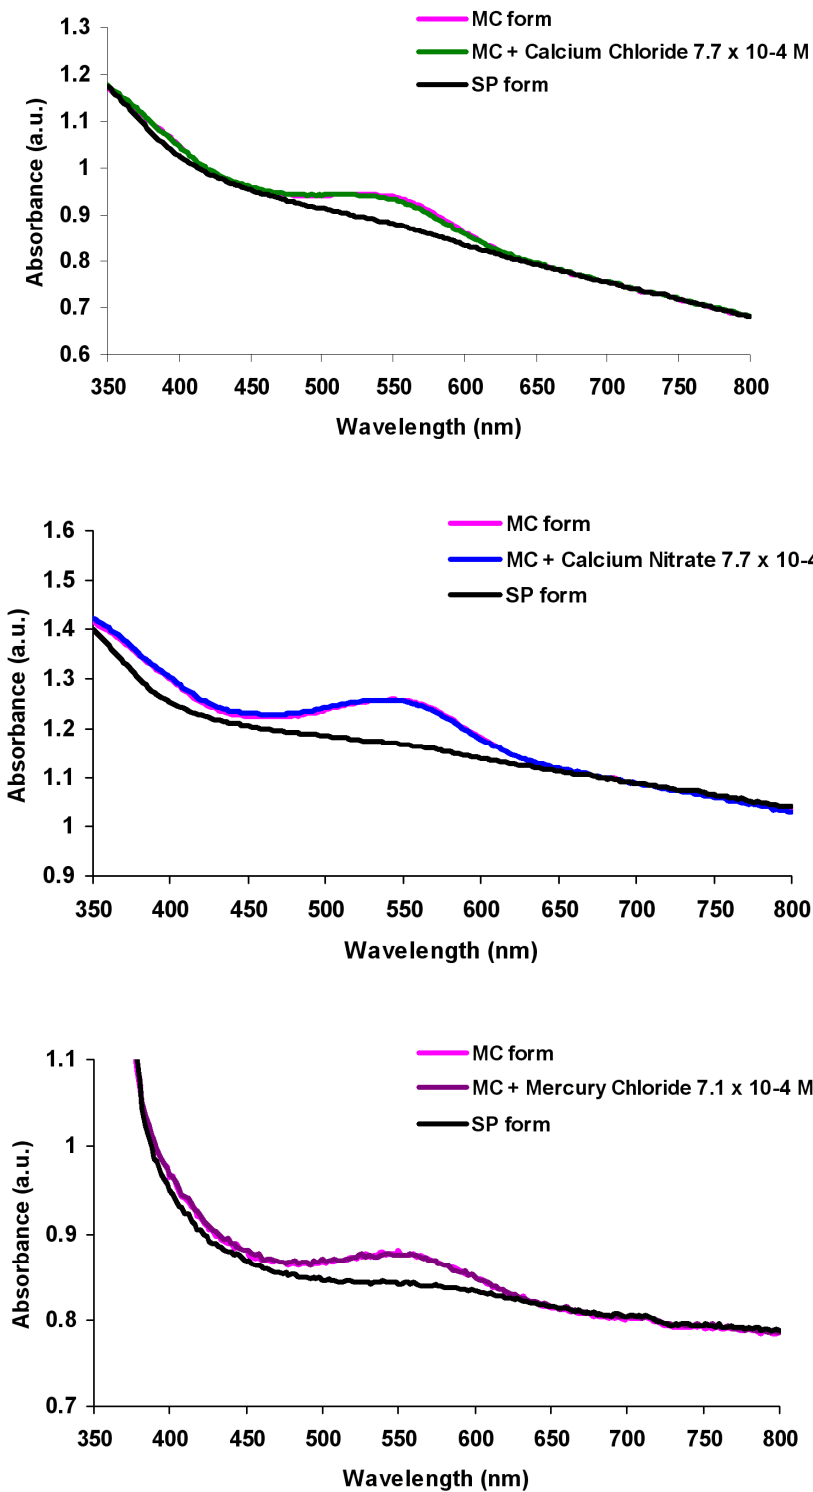 MC form
MC + Calcium Chloride 7.7 x 10-4 M
SP form
1.3
1.2
1.1
1
0.9
0.8
0.7
0.6
Absorbance (a.u.)
350 400 450 500 550 600 650 700 750 800
Wavelength (nm)
MC form
MC + Calcium Nitrate 7.7 x 10-4
SP form
1.6
1.5
1.4
1.3
1.2
1.1
1
0.9
Absorbance (a.u.)
350 400 450 500 550 600 650 700 750 800
Wavelength (nm)
MC form
MC + Mercury Chloride 7.1 x 10-4 M
SP form
1.1
1
0.9
0.8
0.7
Absorbance (a.u.)
350 400 450 500 550 600 650 700 750 800
Wavelength (nm)